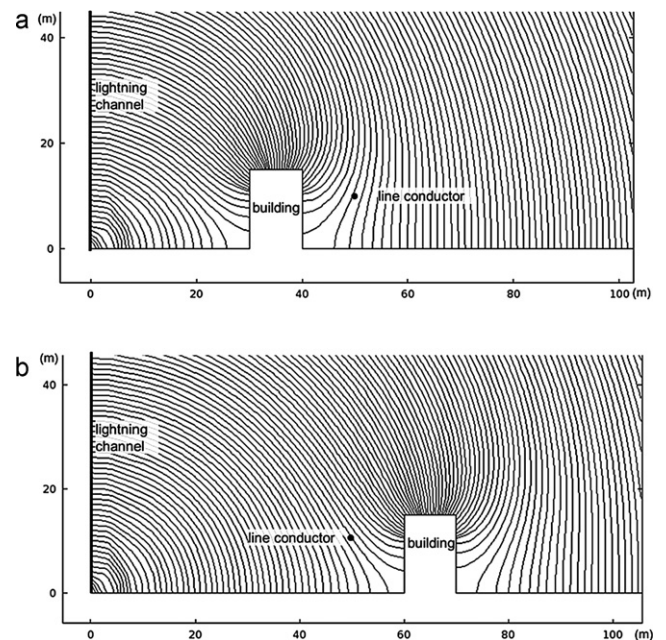 a
(m)
40
lightning
channel
20
building
line conductor
0
0 20 40 60 80 100 (m)
b
(m)
40
lightning
channel
20
line conductor
building
0
0 20 40 60 80 100 (m)